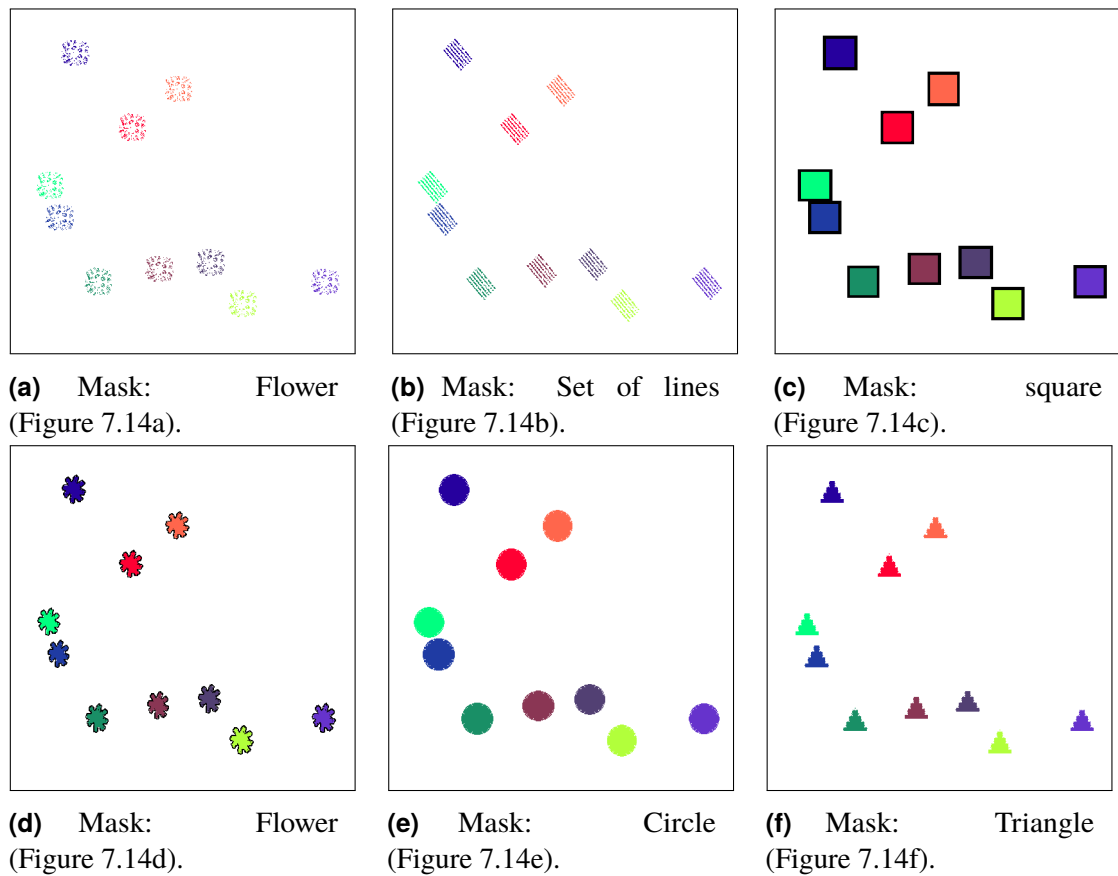 (a) Mask: Flower
(Figure 7.14a).
(b) Mask: Set of lines
(Figure 7.14b).
(c) Mask: square
(Figure 7.14c).
(d) Mask: Flower
(Figure 7.14d).
(e) Mask: Circle
(Figure 7.14e).
(f) Mask: Triangle
(Figure 7.14f).